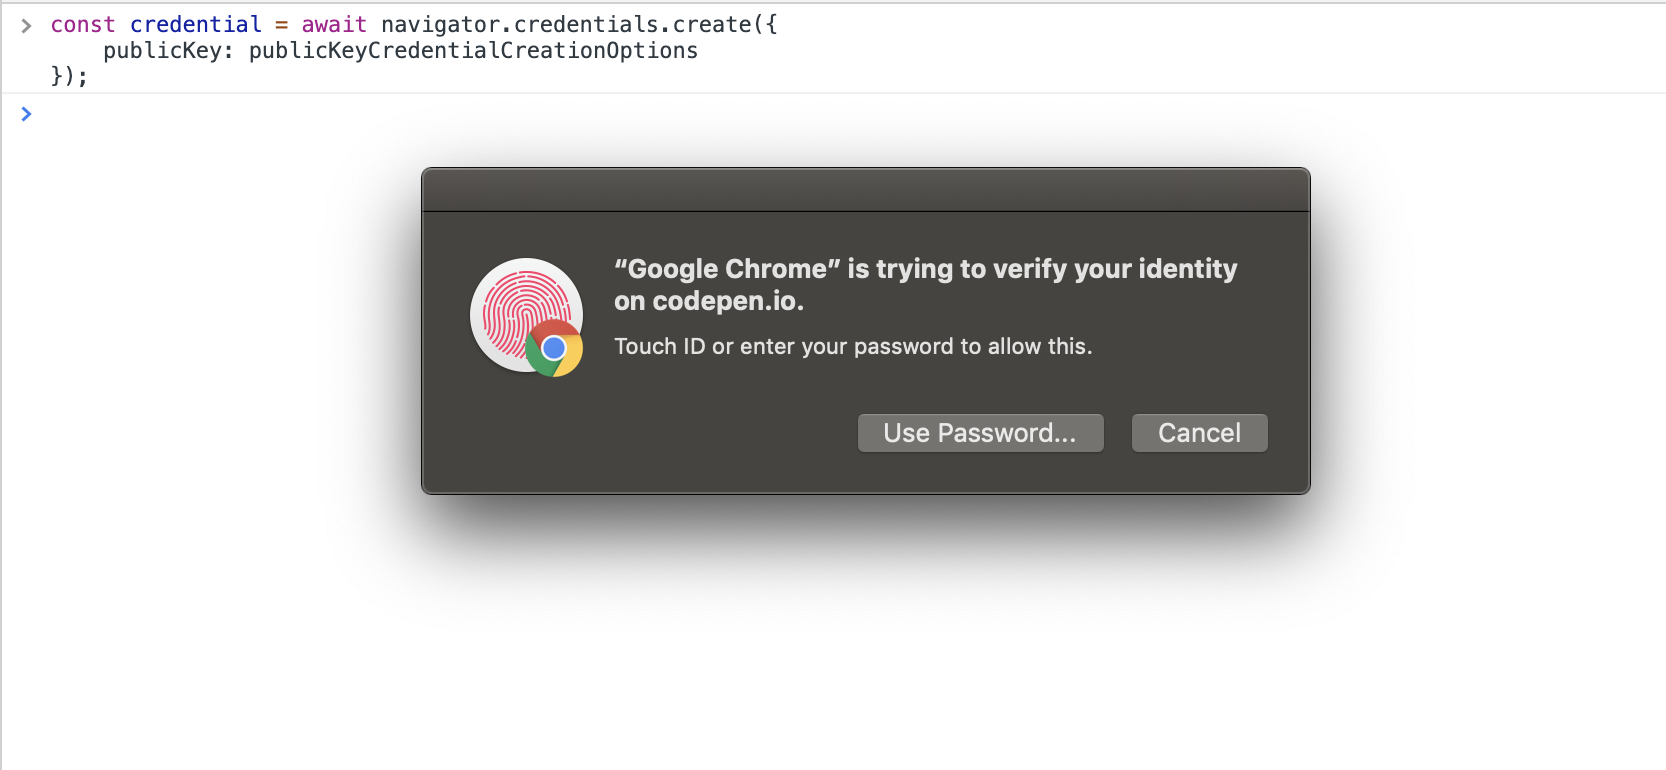 > const credential = await navigator.credentials.create({
    publicKey: publicKeyCredentialCreationOptions
});
>
“Google Chrome” is trying to verify your identity
on codepen.io.
Touch ID or enter your password to allow this.
Use Password...
Cancel